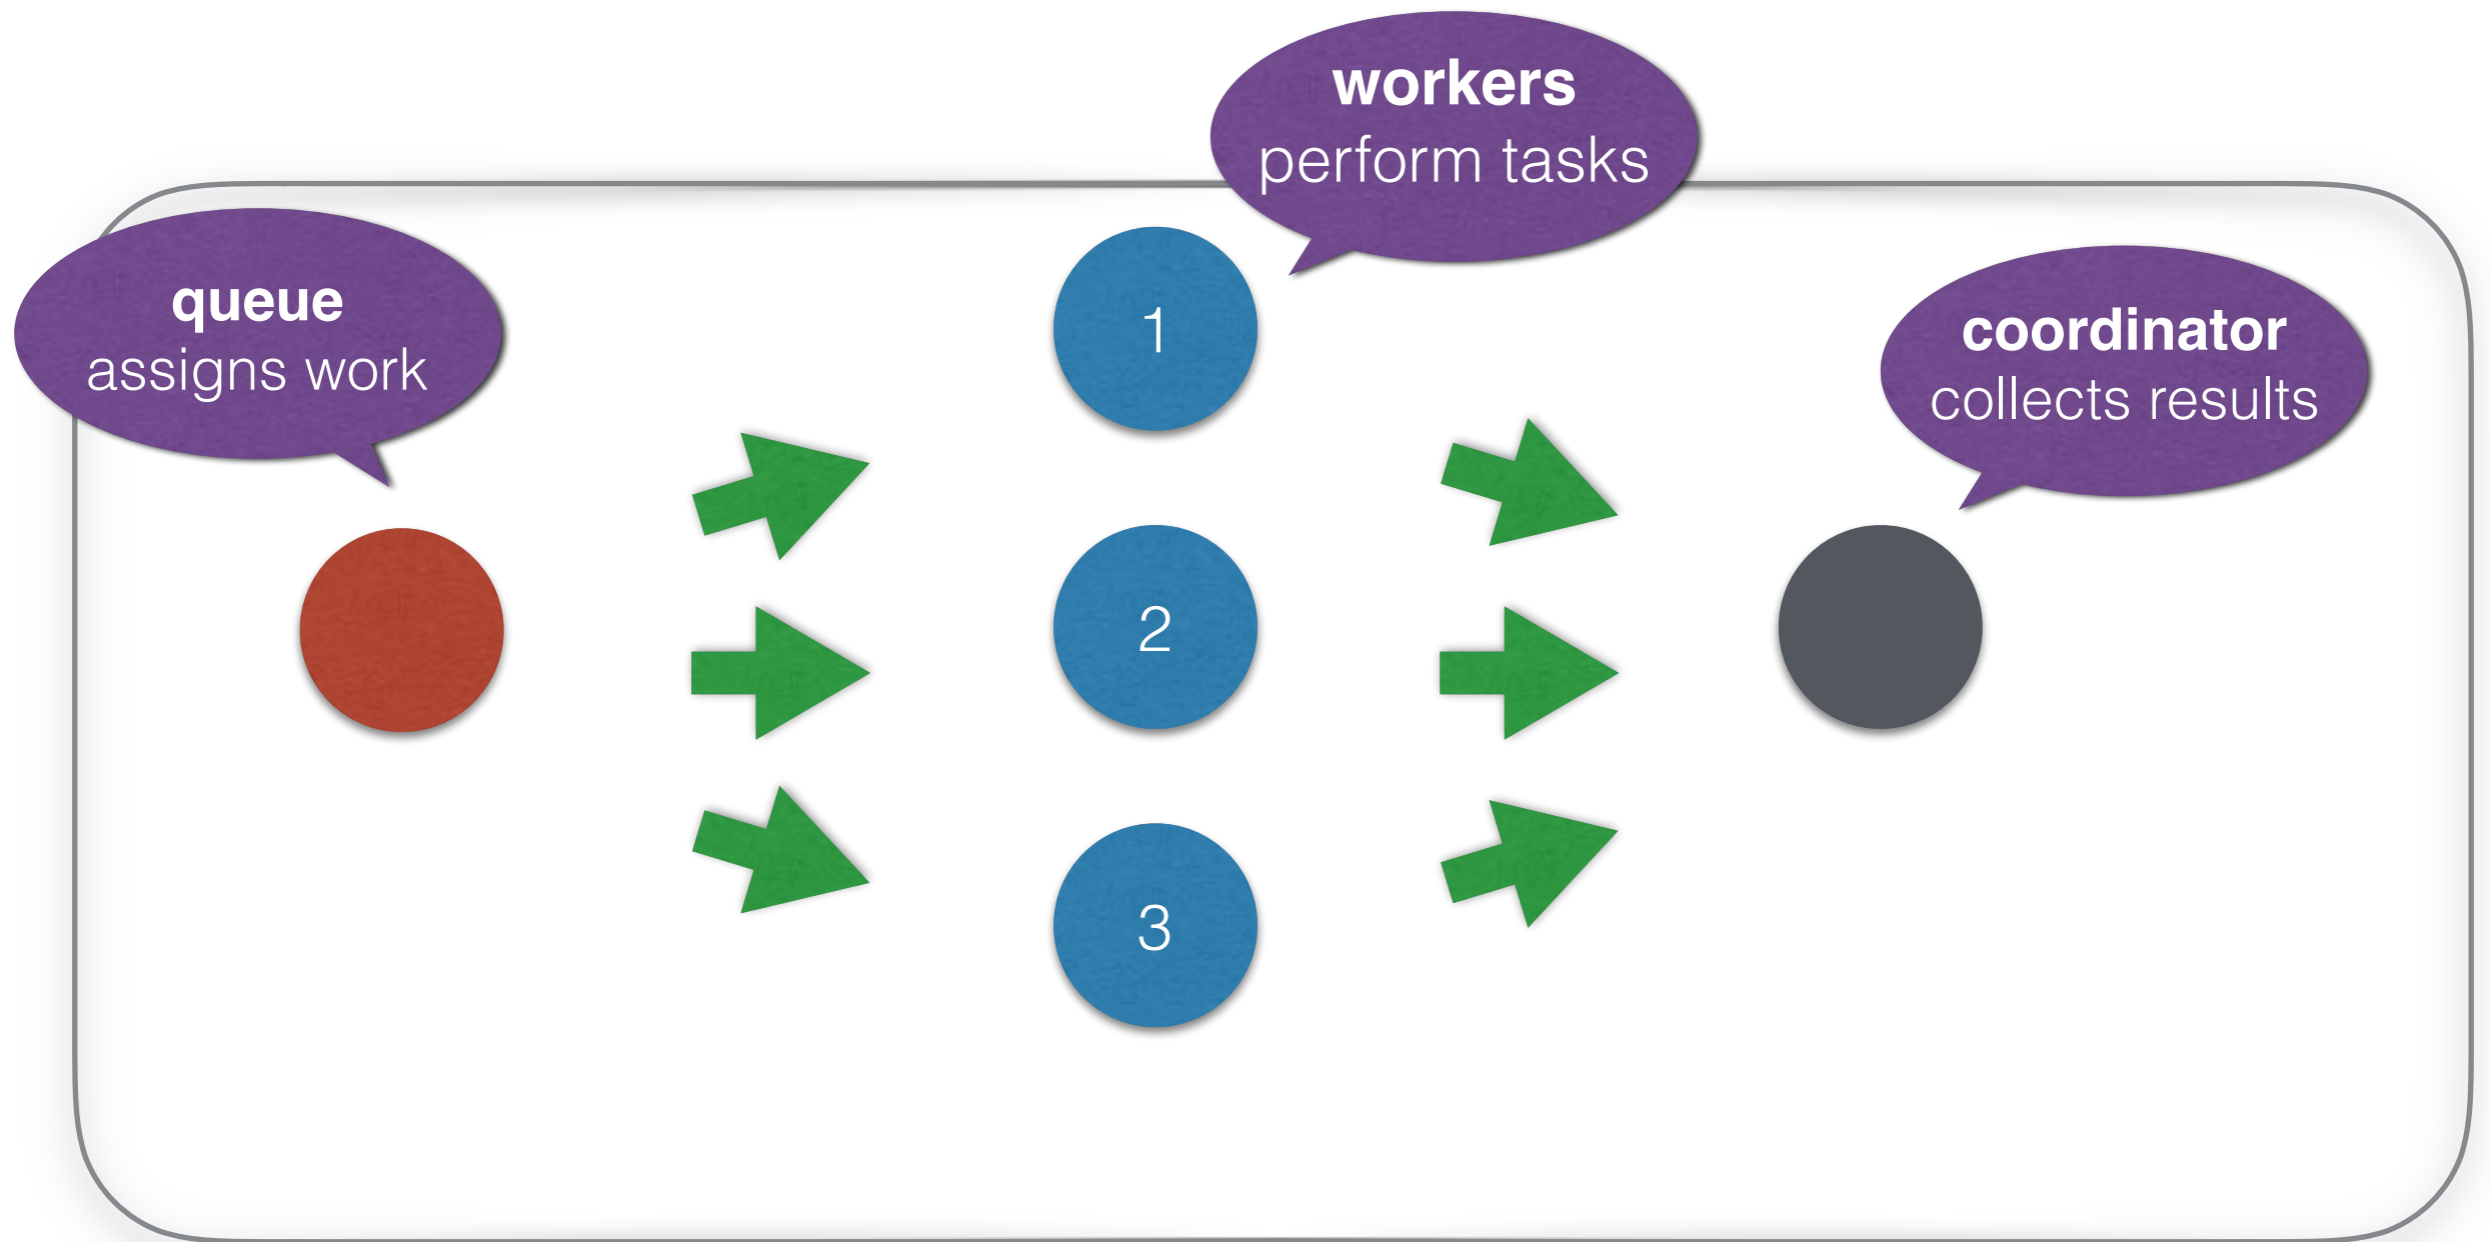 workers
perform tasks
queue
assigns work
coordinator
collects results
1
2
3